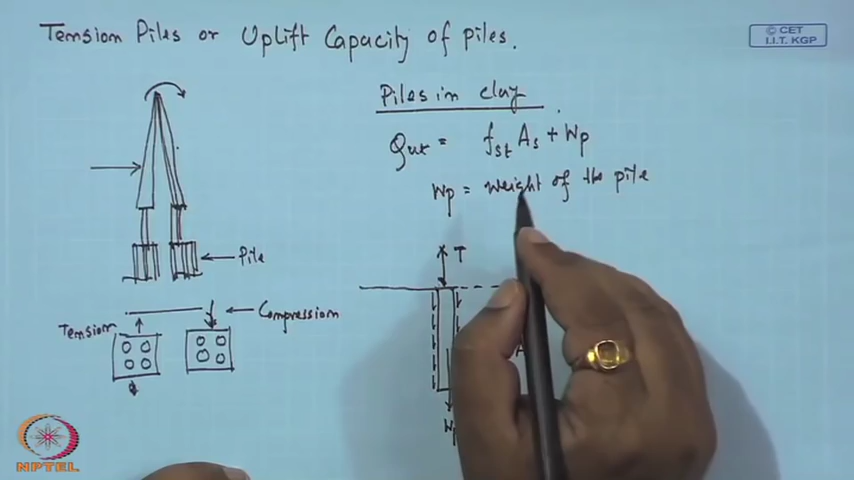 Tension Piles or Uplift Capacity of piles.
© CET
I.I.T. KGP
Piles in clay
Qut = fst As + Wp
Wp = weight of the pile
T
Pile
Compression
Tension
NPTEL